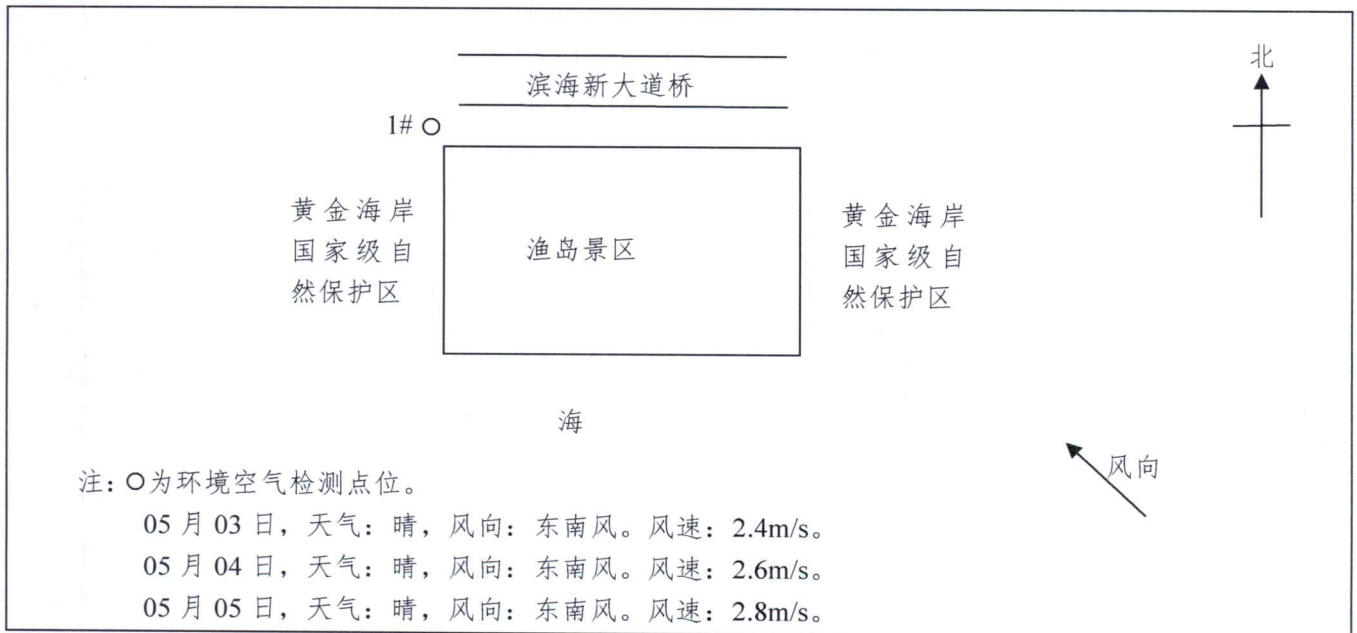 北
滨海新大道桥
1#
黄金海岸
国家级自
然保护区
渔岛景区
黄金海岸
国家级自
然保护区
海
风向
注：○为环境空气检测点位。
05 月 03 日，天气：晴，风向：东南风。风速：2.4m/s。
05 月 04 日，天气：晴，风向：东南风。风速：2.6m/s。
05 月 05 日，天气：晴，风向：东南风。风速：2.8m/s。